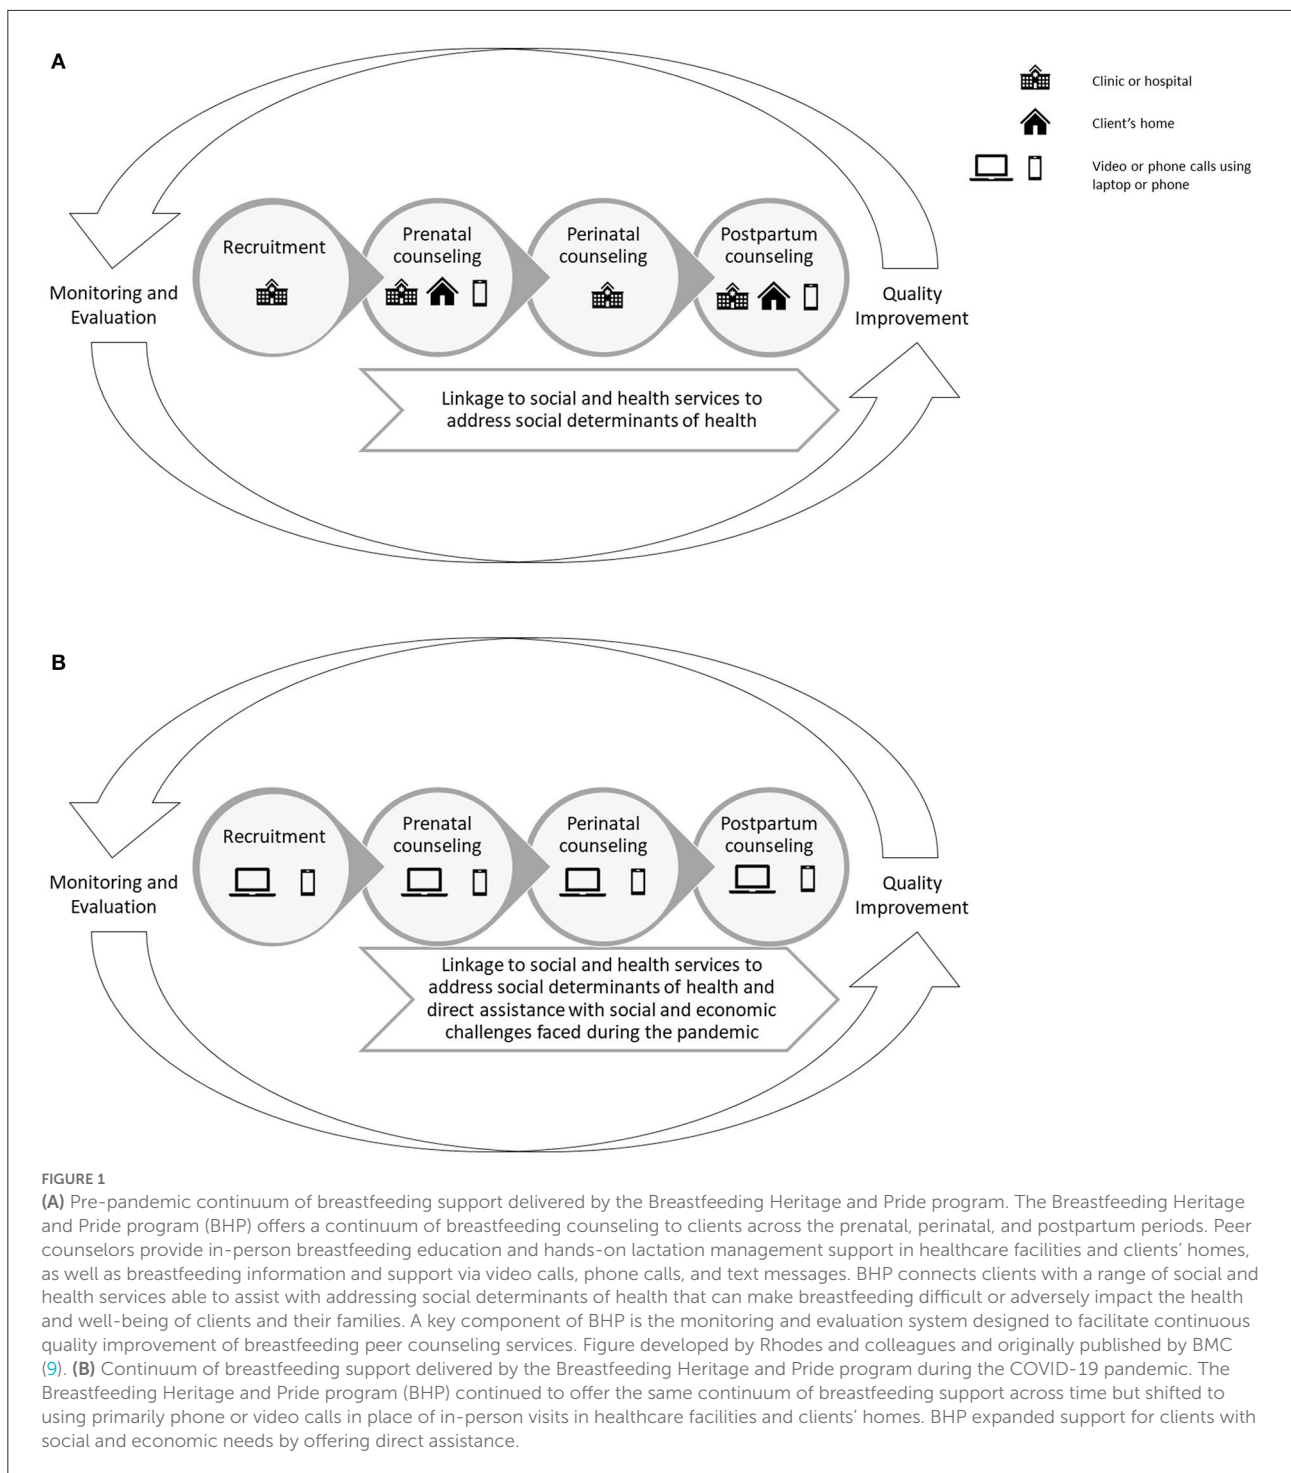 A
Clinic or hospital
Client's home
Video or phone calls using
laptop or phone
Recruitment
Prenatal
counseling
Perinatal
counseling
Postpartum
counseling
Monitoring and
Evaluation
Quality
Improvement
Linkage to social and health services to
address social determinants of health
B
Recruitment
Prenatal
counseling
Perinatal
counseling
Postpartum
counseling
Monitoring and
Evaluation
Quality
Improvement
Linkage to social and health services to
address social determinants of health and
direct assistance with social and economic
challenges faced during the pandemic
FIGURE 1
(A) Pre-pandemic continuum of breastfeeding support delivered by the Breastfeeding Heritage and Pride program. The Breastfeeding Heritage
and Pride program (BHP) offers a continuum of breastfeeding counseling to clients across the prenatal, perinatal, and postpartum periods. Peer
counselors provide in-person breastfeeding education and hands-on lactation management support in healthcare facilities and clients' homes,
as well as breastfeeding information and support via video calls, phone calls, and text messages. BHP connects clients with a range of social and
health services able to assist with addressing social determinants of health that can make breastfeeding difficult or adversely impact the health
and well-being of clients and their families. A key component of BHP is the monitoring and evaluation system designed to facilitate continuous
quality improvement of breastfeeding peer counseling services. Figure developed by Rhodes and colleagues and originally published by BMC
(9). (B) Continuum of breastfeeding support delivered by the Breastfeeding Heritage and Pride program during the COVID-19 pandemic. The
Breastfeeding Heritage and Pride program (BHP) continued to offer the same continuum of breastfeeding support across time but shifted to
using primarily phone or video calls in place of in-person visits in healthcare facilities and clients' homes. BHP expanded support for clients with
social and economic needs by offering direct assistance.